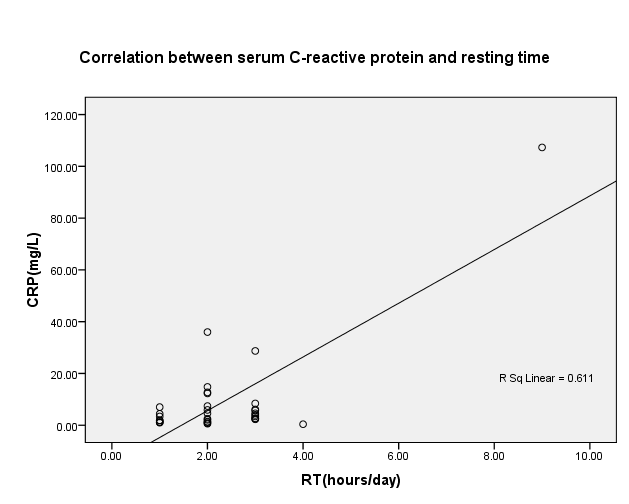 Correlation between serum C-reactive protein and resting time
120.00
100.00
80.00
60.00
40.00
20.00
0.00
CRP(mg/L)
R Sq Linear = 0.611
0.00 2.00 4.00 6.00 8.00 10.00
RT(hours/day)